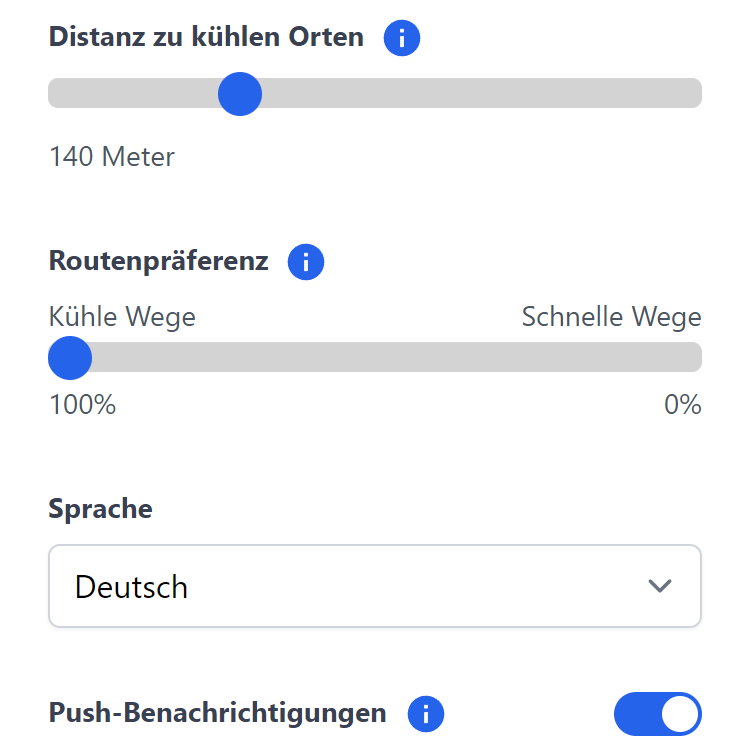 Distanz zu kühlen Orten
140 Meter
Routenpräferenz
Kühle Wege Schnelle Wege
100% 0%
Sprache
Deutsch
Push-Benachrichtigungen